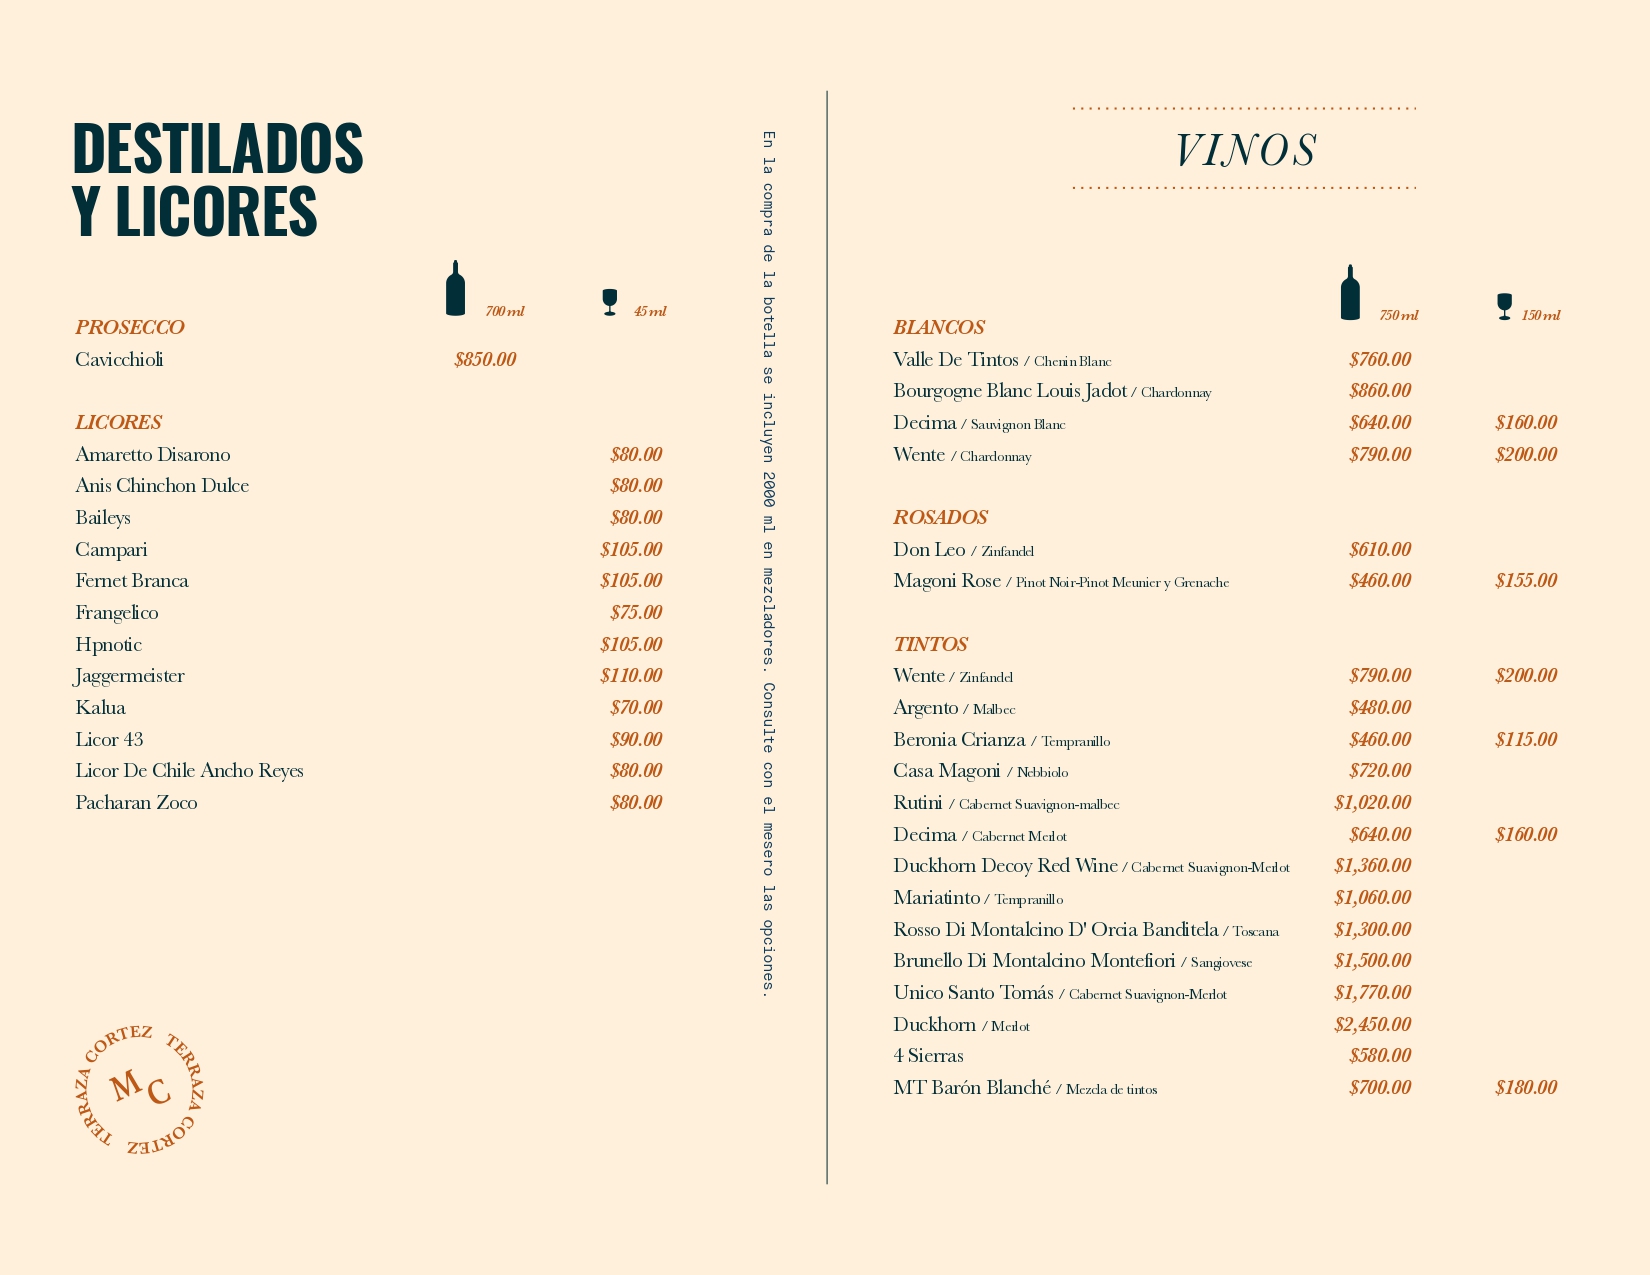 DESTILADOS
Y LICORES
700 ml 45 ml
PROSECCO
Cavicchioli $850.00
LICORES
Amaretto Disarono $80.00
Anis Chinchon Dulce $80.00
Baileys $80.00
Campari $105.00
Fernet Branca $105.00
Frangelico $75.00
Hpnotic $105.00
Jaggermeister $110.00
Kalua $70.00
Licor 43 $90.00
Licor De Chile Ancho Reyes $80.00
Pacharan Zoco $80.00
TERRAZA CORTEZ TERRAZA CORTEZ
M C
En la compra de la botella se incluyen 2000 ml en mezcladores. Consulte con el mesero las opciones.
VINOS
750 ml 150 ml
BLANCOS
Valle De Tintos / Chenin Blanc $760.00
Bourgogne Blanc Louis Jadot / Chardonnay $860.00
Decima / Sauvignon Blanc $640.00 $160.00
Wente / Chardonnay $790.00 $200.00
ROSADOS
Don Leo / Zinfandel $610.00
Magoni Rose / Pinot Noir-Pinot Meunier y Grenache $460.00 $155.00
TINTOS
Wente / Zinfandel $790.00 $200.00
Argento / Malbec $480.00
Beronia Crianza / Tempranillo $460.00 $115.00
Casa Magoni / Nebbiolo $720.00
Rutini / Cabernet Suavignon-malbec $1,020.00
Decima / Cabernet Merlot $640.00 $160.00
Duckhorn Decoy Red Wine / Cabernet Suavignon-Merlot $1,360.00
Mariatinto / Tempranillo $1,060.00
Rosso Di Montalcino D' Orcia Banditela / Toscana $1,300.00
Brunello Di Montalcino Montefiori / Sangiovese $1,500.00
Unico Santo Tomás / Cabernet Suavignon-Merlot $1,770.00
Duckhorn / Merlot $2,450.00
4 Sierras $580.00
MT Barón Blanché / Mezcla de tintos $700.00 $180.00